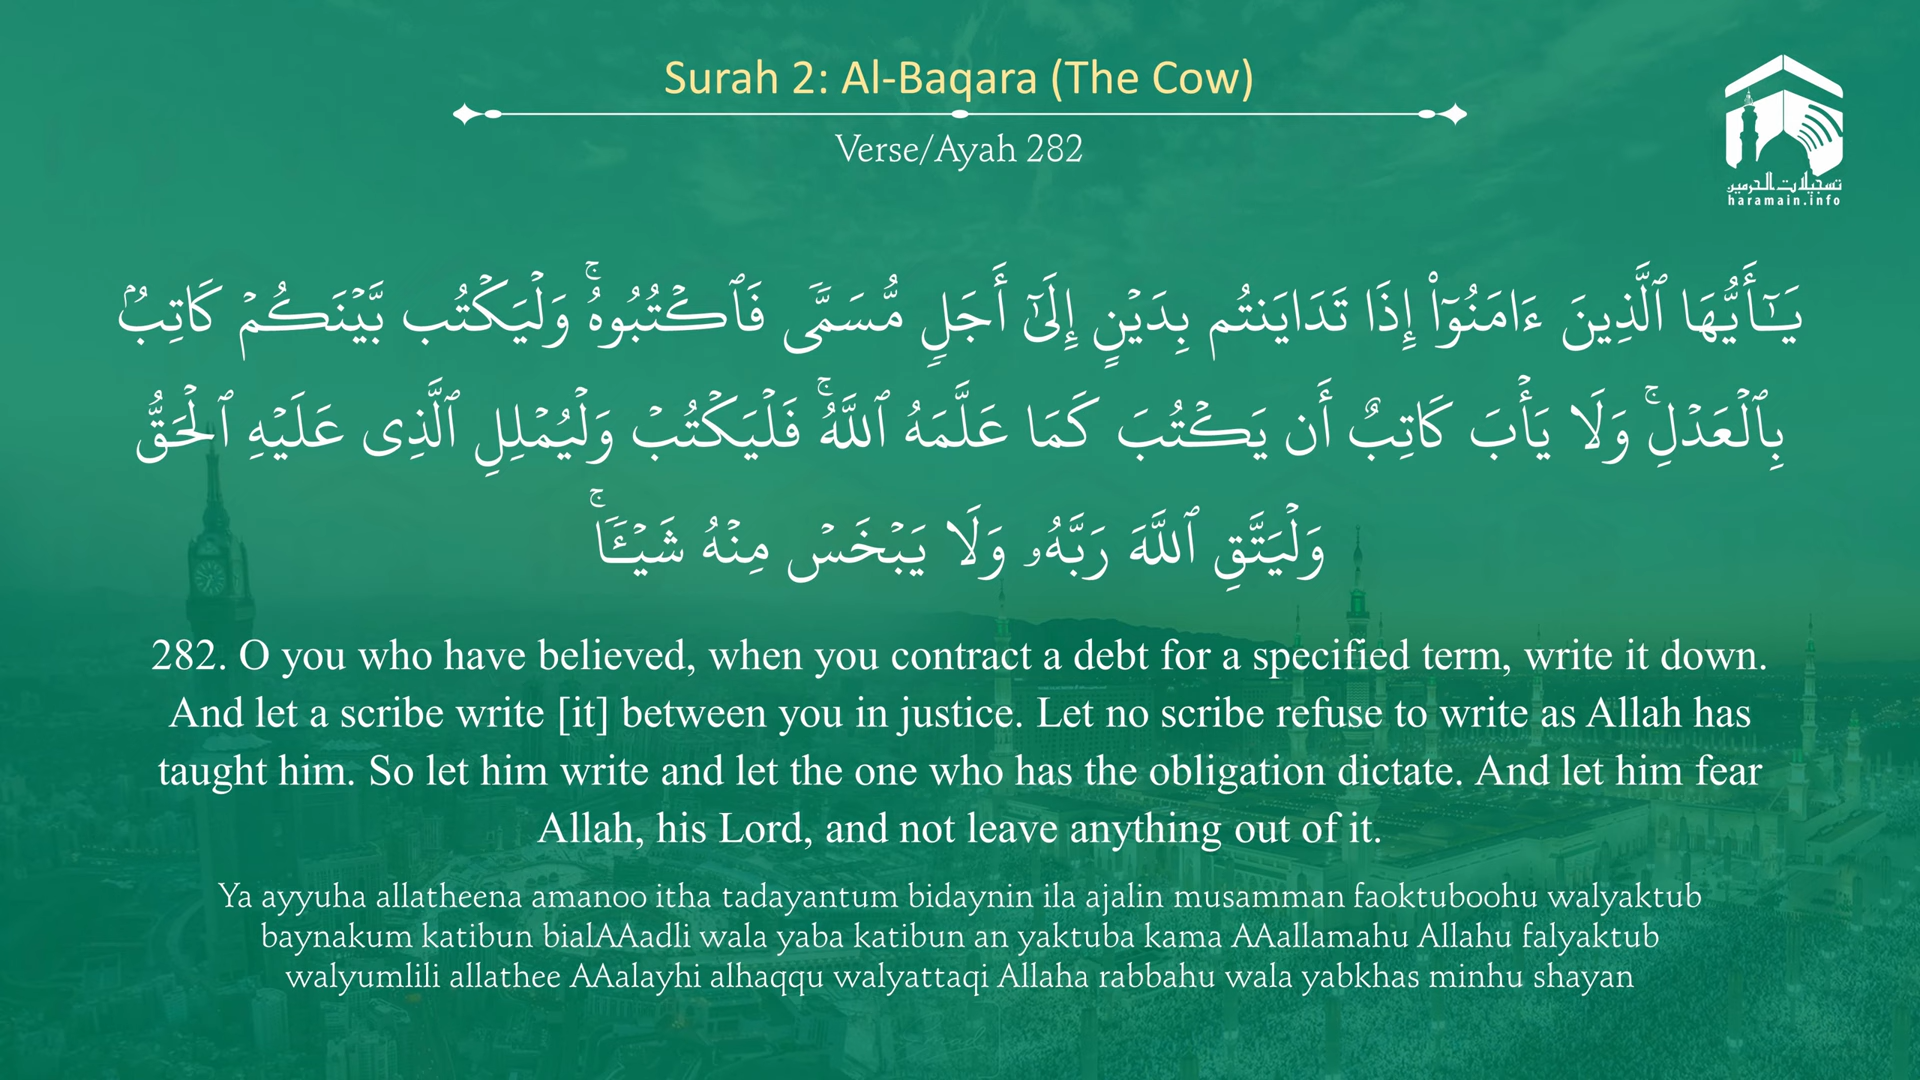 Surah 2: Al-Baqara (The Cow)
Verse/Ayah 282
تسجيلات الحرمين
haramain.info
يَـٰٓأَيُّهَا ٱلَّذِينَ ءَامَنُوٓا۟ إِذَا تَدَايَنتُم بِدَيْنٍ إِلَىٰٓ أَجَلٍ مُّسَمًّى فَٱكْتُبُوهُ ۚ وَلْيَكْتُب بَّيْنَكُمْ كَاتِبٌۢ
بِٱلْعَدْلِ ۚ وَلَا يَأْبَ كَاتِبٌ أَن يَكْتُبَ كَمَا عَلَّمَهُ ٱللَّهُ ۚ فَلْيَكْتُبْ وَلْيُمْلِلِ ٱلَّذِى عَلَيْهِ ٱلْحَقُّ
وَلْيَتَّقِ ٱللَّهَ رَبَّهُۥ وَلَا يَبْخَسْ مِنْهُ شَيْـًٔا ۚ
282. O you who have believed, when you contract a debt for a specified term, write it down.
And let a scribe write [it] between you in justice. Let no scribe refuse to write as Allah has
taught him. So let him write and let the one who has the obligation dictate. And let him fear
Allah, his Lord, and not leave anything out of it.
Ya ayyuha allatheena amanoo itha tadayantum bidaynin ila ajalin musamman faoktuboohu walyaktub
baynakum katibun bialAAadli wala yaba katibun an yaktuba kama AAallamahu Allahu falyaktub
walyumlili allathee AAalayhi alhaqqu walyattaqi Allaha rabbahu wala yabkhas minhu shayan